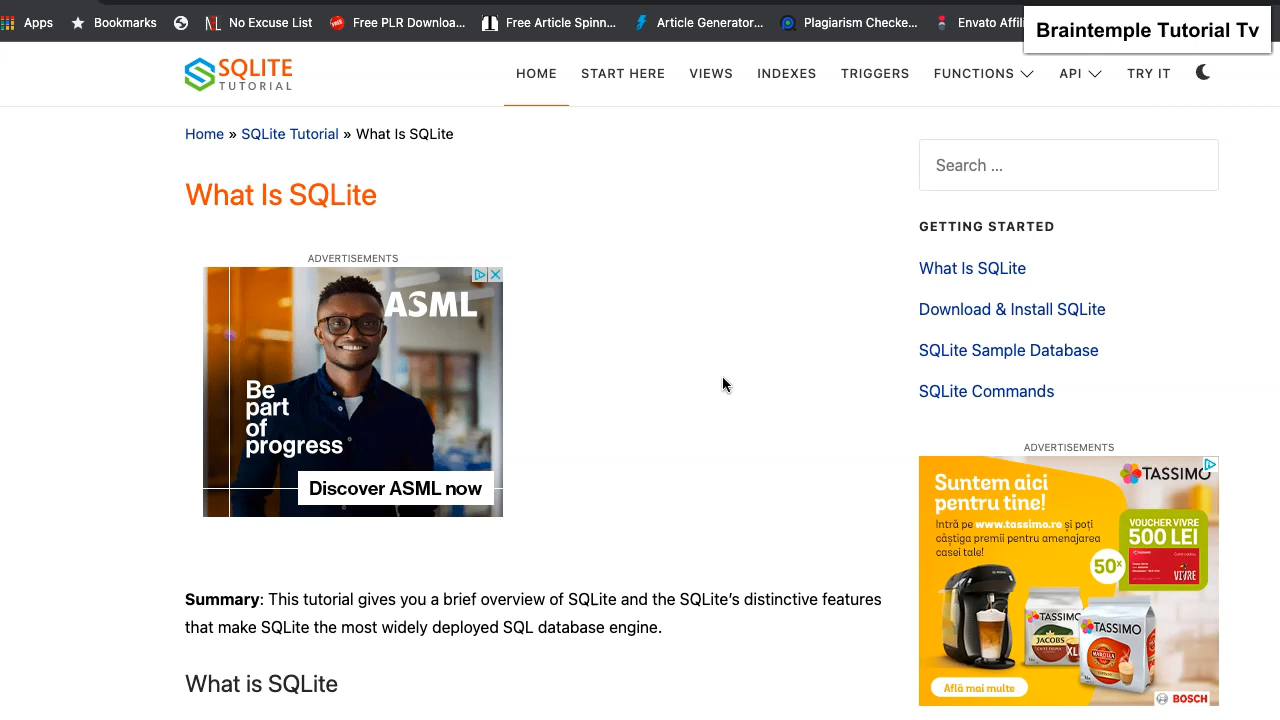 Apps Bookmarks No Excuse List Free PLR Downloa... Free Article Spinn... Article Generator... Plagiarism Checke... Envato Affili
Braintemple Tutorial Tv
SQLITE
TUTORIAL
HOME START HERE VIEWS INDEXES TRIGGERS FUNCTIONS API TRY IT
Home » SQLite Tutorial » What Is SQLite
What Is SQLite
ADVERTISEMENTS
ASML
Be
part
of
progress
Discover ASML now
Summary: This tutorial gives you a brief overview of SQLite and the SQLite’s distinctive features
that make SQLite the most widely deployed SQL database engine.
What is SQLite
Search ...
GETTING STARTED
What Is SQLite
Download & Install SQLite
SQLite Sample Database
SQLite Commands
ADVERTISEMENTS
TASSIMO
Suntem aici
pentru tine!
Intră pe www.tassimo.ro și poți
câștiga premii pentru amenajarea
casei tale!
VOUCHER VIVRE
500 LEI
50x
VIVRE
TASSIMO
JACOBS
XL
TASSIMO
Află mai multe
BOSCH